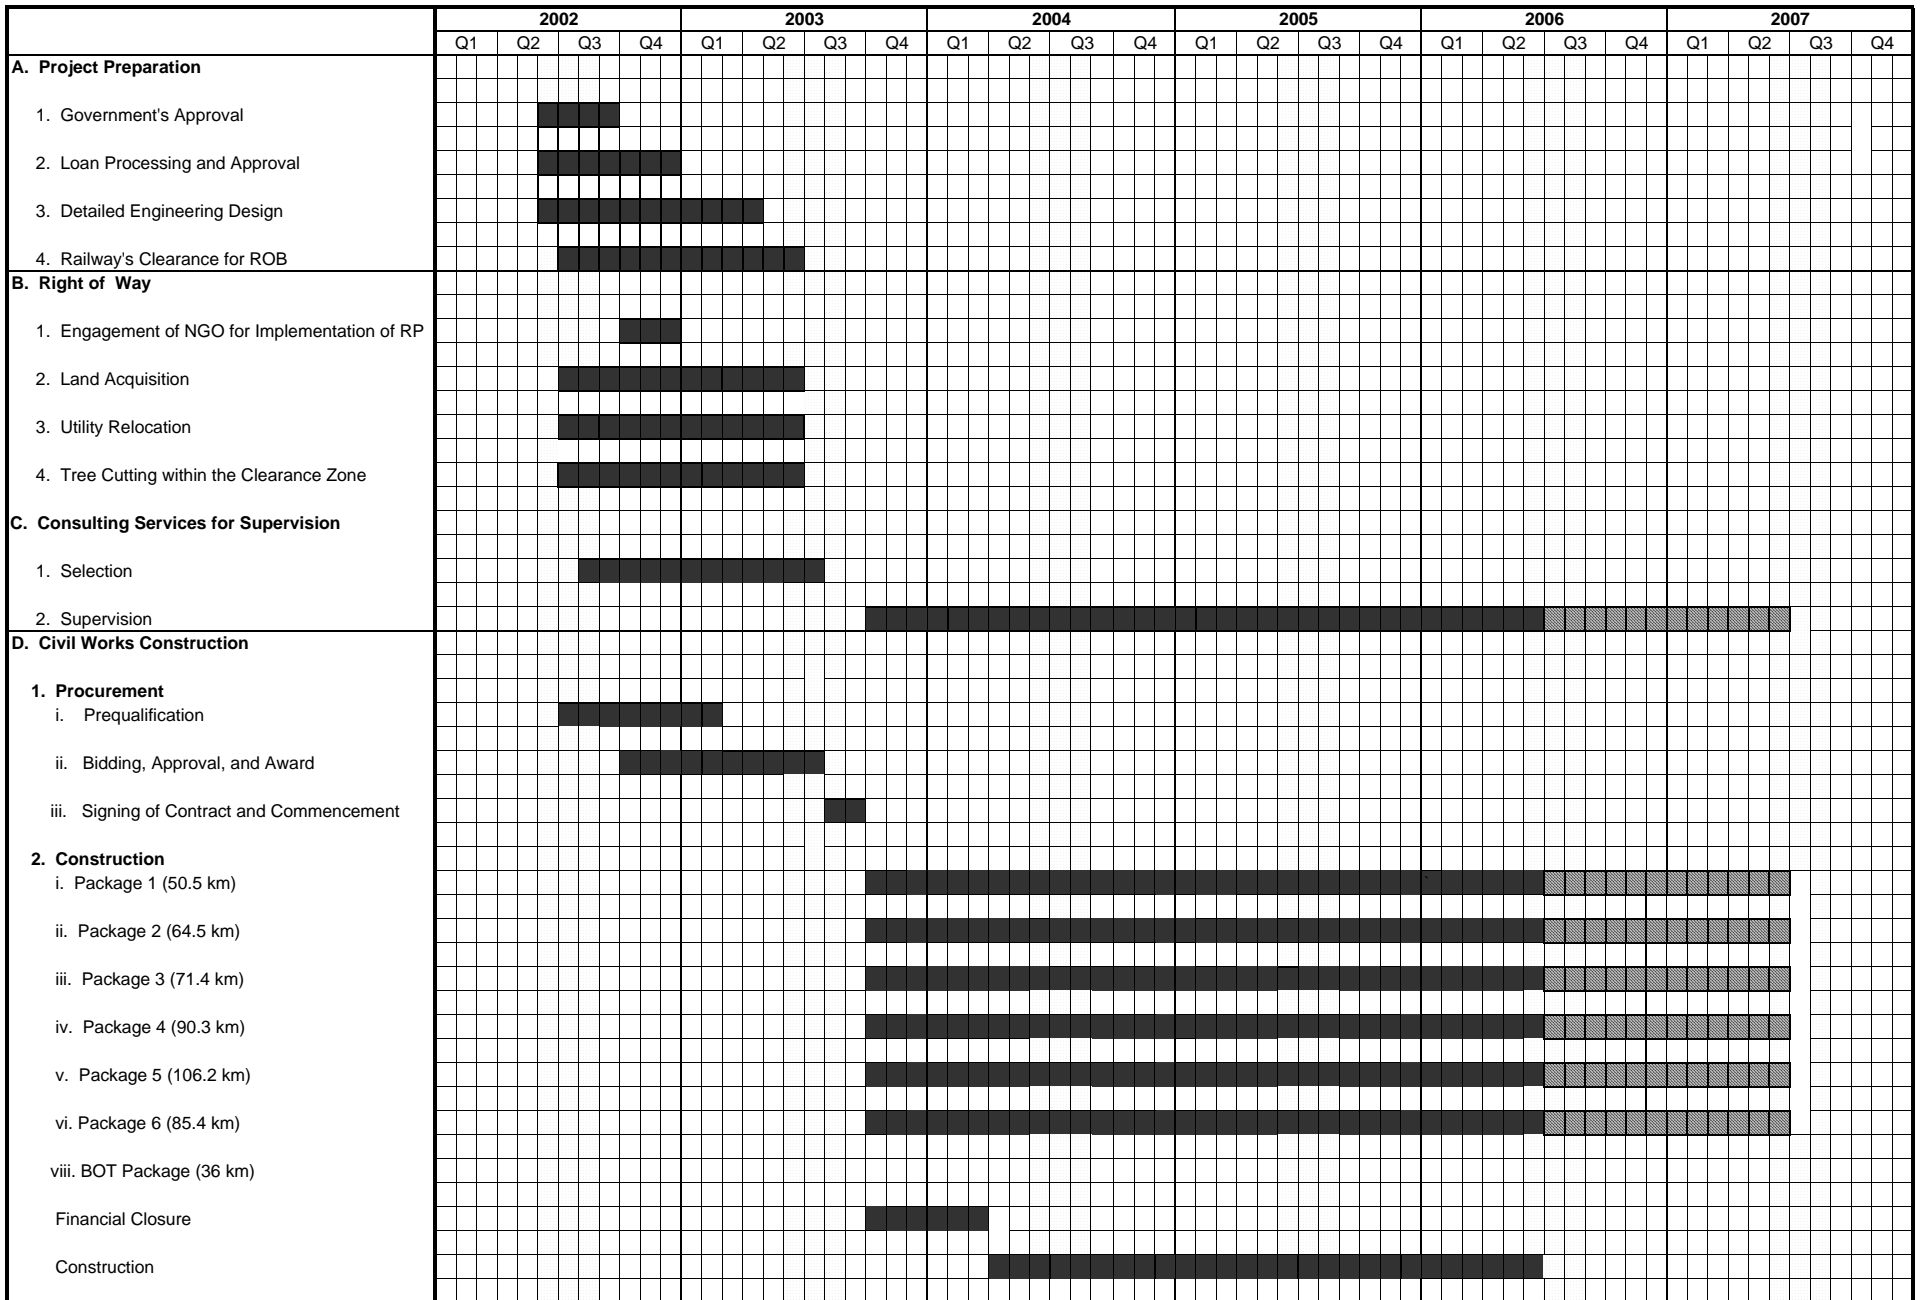 2002 2003 2004 2005 2006 2007
Q1 Q2 Q3 Q4 Q1 Q2 Q3 Q4 Q1 Q2 Q3 Q4 Q1 Q2 Q3 Q4 Q1 Q2 Q3 Q4 Q1 Q2 Q3 Q4
A. Project Preparation
1. Government's Approval
2. Loan Processing and Approval
3. Detailed Engineering Design
4. Railway's Clearance for ROB
B. Right of Way
1. Engagement of NGO for Implementation of RP
2. Land Acquisition
3. Utility Relocation
4. Tree Cutting within the Clearance Zone
C. Consulting Services for Supervision
1. Selection
2. Supervision
D. Civil Works Construction
1. Procurement
i. Prequalification
ii. Bidding, Approval, and Award
iii. Signing of Contract and Commencement
2. Construction
i. Package 1 (50.5 km)
ii. Package 2 (64.5 km)
iii. Package 3 (71.4 km)
iv. Package 4 (90.3 km)
v. Package 5 (106.2 km)
vi. Package 6 (85.4 km)
viii. BOT Package (36 km)
Financial Closure
Construction